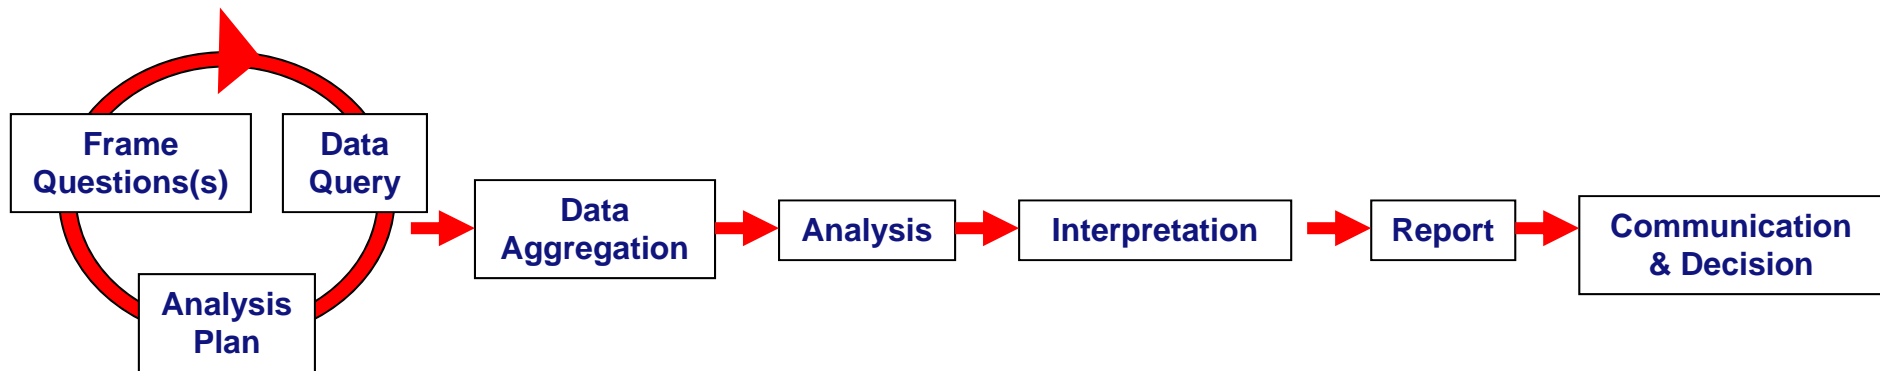 Frame
Questions(s)
Data
Query
Analysis
Plan
Data
Aggregation
Analysis
Interpretation
Report
Communication
& Decision